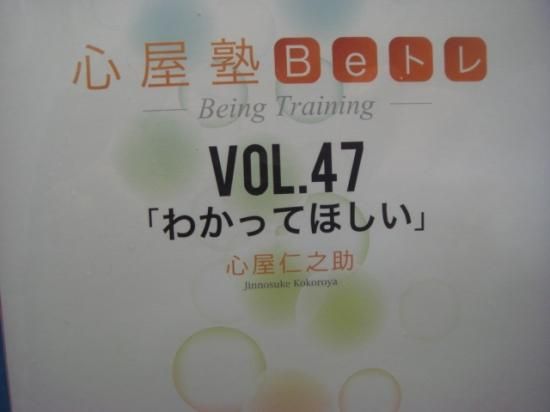 心屋塾Beトレ
Being Training
VOL.47
「わかってほしい」
心屋仁之助
Jinnosuke Kokoroya